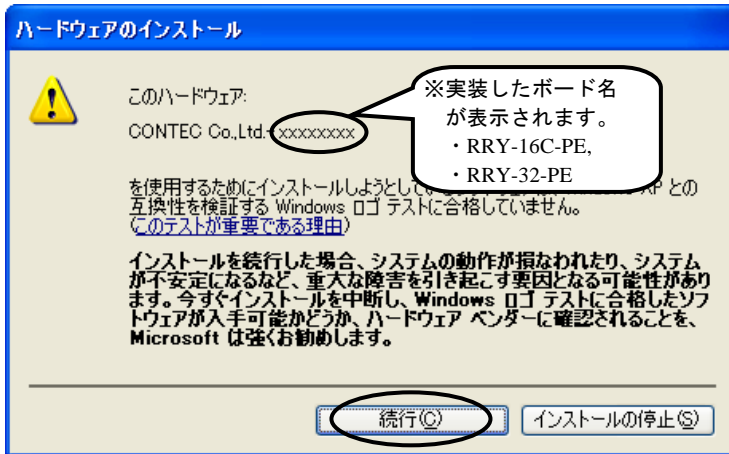 ハードウェアのインストール
このハードウェア:
CONTEC Co.,Ltd.- xxxxxxxx
※実装したボード名
が表示されます。
・RRY-16C-PE,
・RRY-32-PE
を使用するためにインストールしようとして XP との
互換性を検証する Windows ロゴ テストに合格していません。
(このテストが重要である理由)
インストールを続行した場合、システムの動作が損なわれたり、システム
が不安定になるなど、重大な障害を引き起こす要因となる可能性があり
ます。今すぐインストールを中断し、Windows ロゴ テストに合格したソフ
トウェアが入手可能かどうか、ハードウェア ベンダーに確認されることを、
Microsoft は強くお勧めします。
続行(C)
インストールの停止(S)